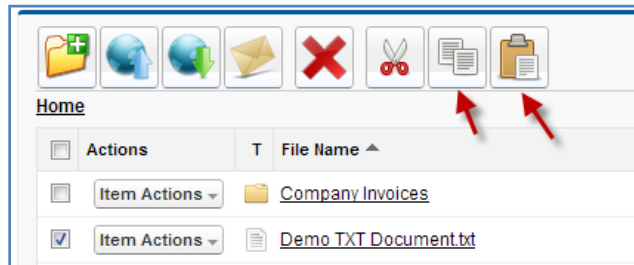 Home
Actions T File Name
Item Actions Company Invoices
Item Actions Demo TXT Document.txt